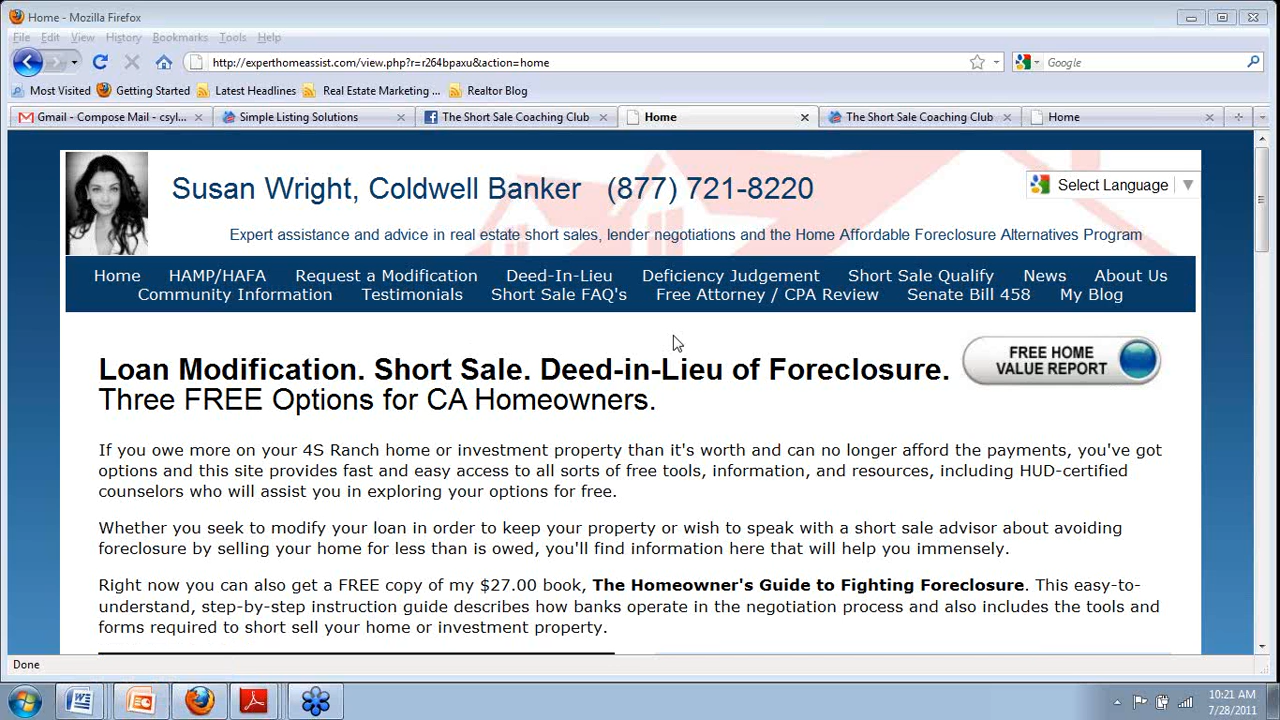 Home - Mozilla Firefox
File Edit View History Bookmarks Tools Help
http://experthomeassist.com/view.php?r=r264bpaxu&action=home
Google
Most Visited Getting Started Latest Headlines Real Estate Marketing ... Realtor Blog
Gmail - Compose Mail - csyl... Simple Listing Solutions The Short Sale Coaching Club Home The Short Sale Coaching Club Home
Susan Wright, Coldwell Banker (877) 721-8220
Select Language
Expert assistance and advice in real estate short sales, lender negotiations and the Home Affordable Foreclosure Alternatives Program
Home HAMP/HAFA Request a Modification Deed-In-Lieu Deficiency Judgement Short Sale Qualify News About Us
Community Information Testimonials Short Sale FAQ's Free Attorney / CPA Review Senate Bill 458 My Blog
FREE HOME
VALUE REPORT
Loan Modification. Short Sale. Deed-in-Lieu of Foreclosure.
Three FREE Options for CA Homeowners.
If you owe more on your 4S Ranch home or investment property than it's worth and can no longer afford the payments, you've got
options and this site provides fast and easy access to all sorts of free tools, information, and resources, including HUD-certified
counselors who will assist you in exploring your options for free.
Whether you seek to modify your loan in order to keep your property or wish to speak with a short sale advisor about avoiding
foreclosure by selling your home for less than is owed, you'll find information here that will help you immensely.
Right now you can also get a FREE copy of my $27.00 book, The Homeowner's Guide to Fighting Foreclosure. This easy-to-
understand, step-by-step instruction guide describes how banks operate in the negotiation process and also includes the tools and
forms required to short sell your home or investment property.
Done
10:21 AM
7/28/2011